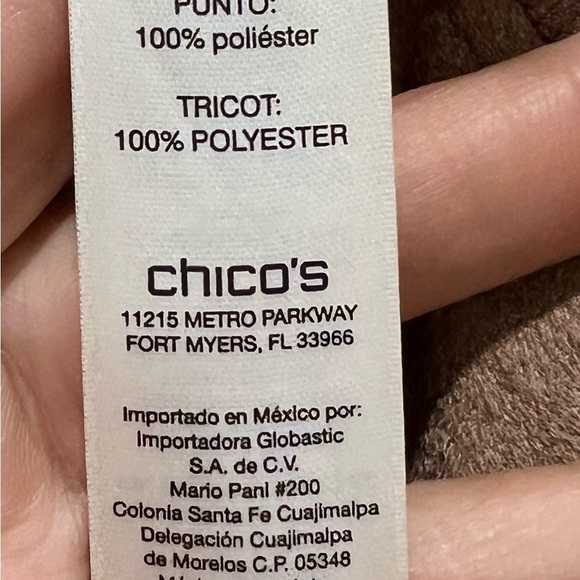 PUNTO:
100% poliéster
TRICOT:
100% POLYESTER
chico's
11215 METRO PARKWAY
FORT MYERS, FL 33966
Importado en México por:
Importadora Globastic
S.A. de C.V.
Mario Pani #200
Colonia Santa Fe Cuajimalpa
Delegación Cuajimalpa
de Morelos C.P. 05348